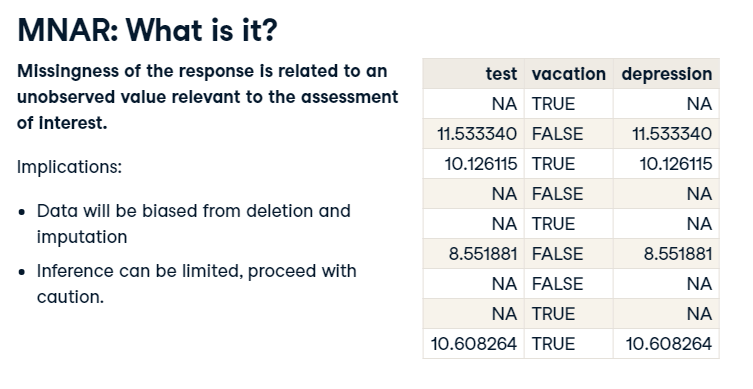 MNAR: What is it?
Missingness of the response is related to an
unobserved value relevant to the assessment
of interest.
Implications:
• Data will be biased from deletion and
imputation
• Inference can be limited, proceed with
caution.
test vacation depression
NA TRUE NA
11.533340 FALSE 11.533340
10.126115 TRUE 10.126115
NA FALSE NA
NA TRUE NA
8.551881 FALSE 8.551881
NA FALSE NA
NA TRUE NA
10.608264 TRUE 10.608264